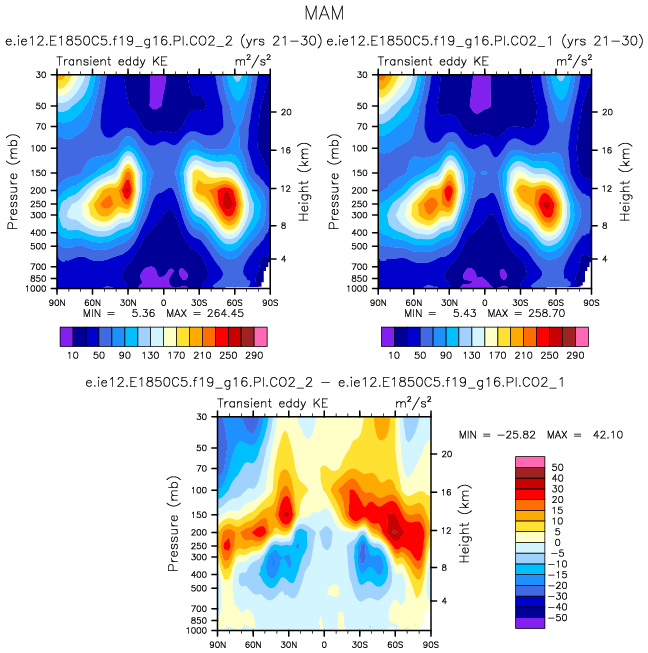 MAM
e.ie12.E1850C5.f19_g16.PI.CO2_2 (yrs 21-30) e.ie12.E1850C5.f19_g16.PI.CO2_1 (yrs 21-30)
Transient eddy KE m²/s² Transient eddy KE m²/s²
30 30
50 20 50 20
70 70
100 16 100 16
150 150
200 12 200 12
250 250
300 300
400 8 400 8
500 500
700 4 700 4
850 850
1000 1000
Pressure (mb) Height (km) Pressure (mb) Height (km)
90N 60N 30N 0 30S 60S 90S 90N 60N 30N 0 30S 60S 90S
MIN = 5.36 MAX = 264.45 MIN = 5.43 MAX = 258.70
10 50 90 130 170 210 250 290 10 50 90 130 170 210 250 290
e.ie12.E1850C5.f19_g16.PI.CO2_2 - e.ie12.E1850C5.f19_g16.PI.CO2_1
Transient eddy KE m²/s²
MIN = -25.82 MAX = 42.10
30
50 20
70
100 16
150
200 12
250
300
400 8
500
700 4
850
1000
Pressure (mb) Height (km)
90N 60N 30N 0 30S 60S 90S
50
40
30
20
15
10
5
0
-5
-10
-15
-20
-30
-40
-50